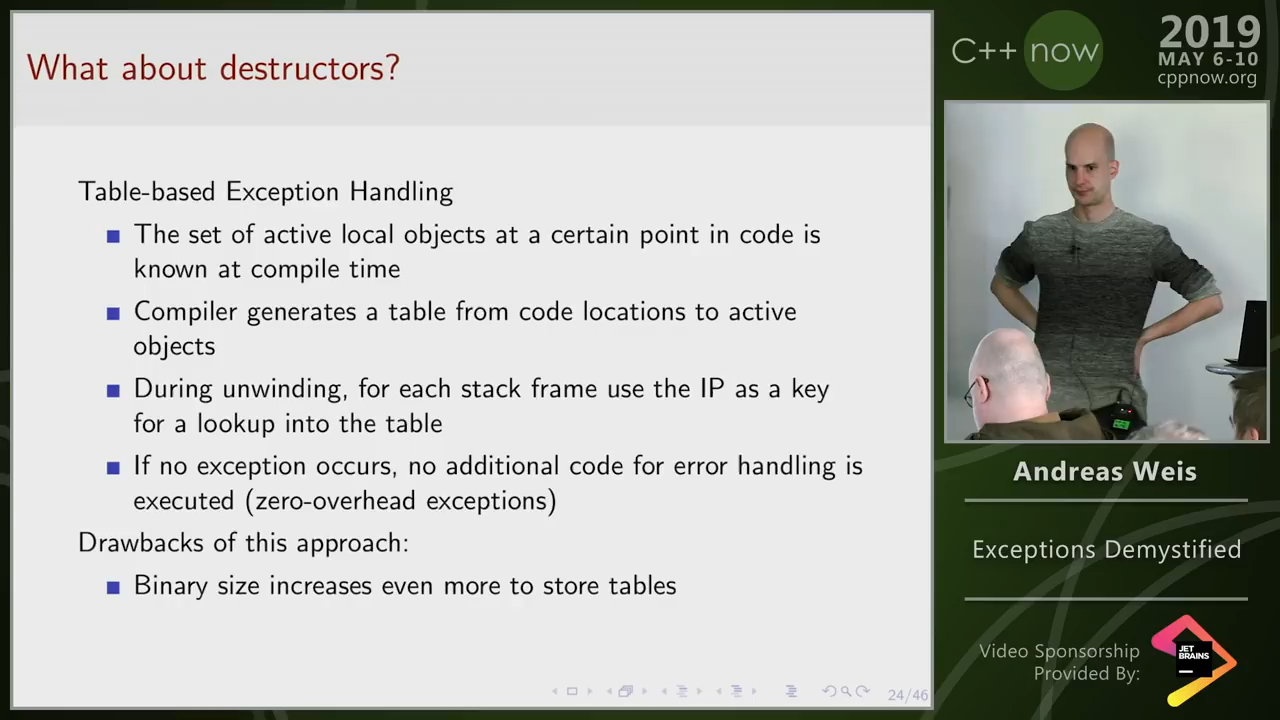 What about destructors?
Table-based Exception Handling
The set of active local objects at a certain point in code is
known at compile time
Compiler generates a table from code locations to active
objects
During unwinding, for each stack frame use the IP as a key
for a lookup into the table
If no exception occurs, no additional code for error handling is
executed (zero-overhead exceptions)
Drawbacks of this approach:
Binary size increases even more to store tables
24/46
C++ now
2019
MAY 6-10
cppnow.org
Andreas Weis
Exceptions Demystified
Video Sponsorship
Provided By:
JET
BRAINS